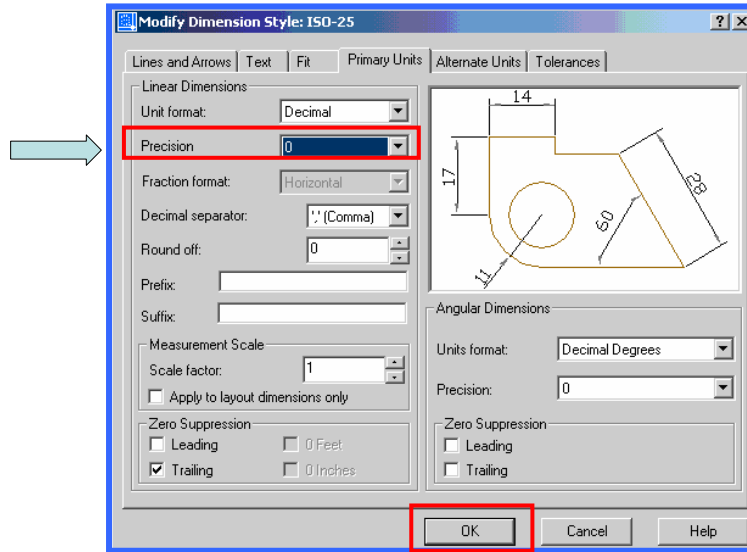 Modify Dimension Style: ISO-25
Lines and Arrows Text Fit Primary Units Alternate Units Tolerances
Linear Dimensions
Unit format: Decimal
Precision 0
Fraction format: Horizontal
Decimal separator: ',' (Comma)
Round off: 0
Prefix:
Suffix:
Measurement Scale
Scale factor: 1
Apply to layout dimensions only
Zero Suppression
Leading 0 Feet
Trailing 0 Inches
14
17
28
60
11
Angular Dimensions
Units format: Decimal Degrees
Precision: 0
Zero Suppression
Leading
Trailing
OK Cancel Help